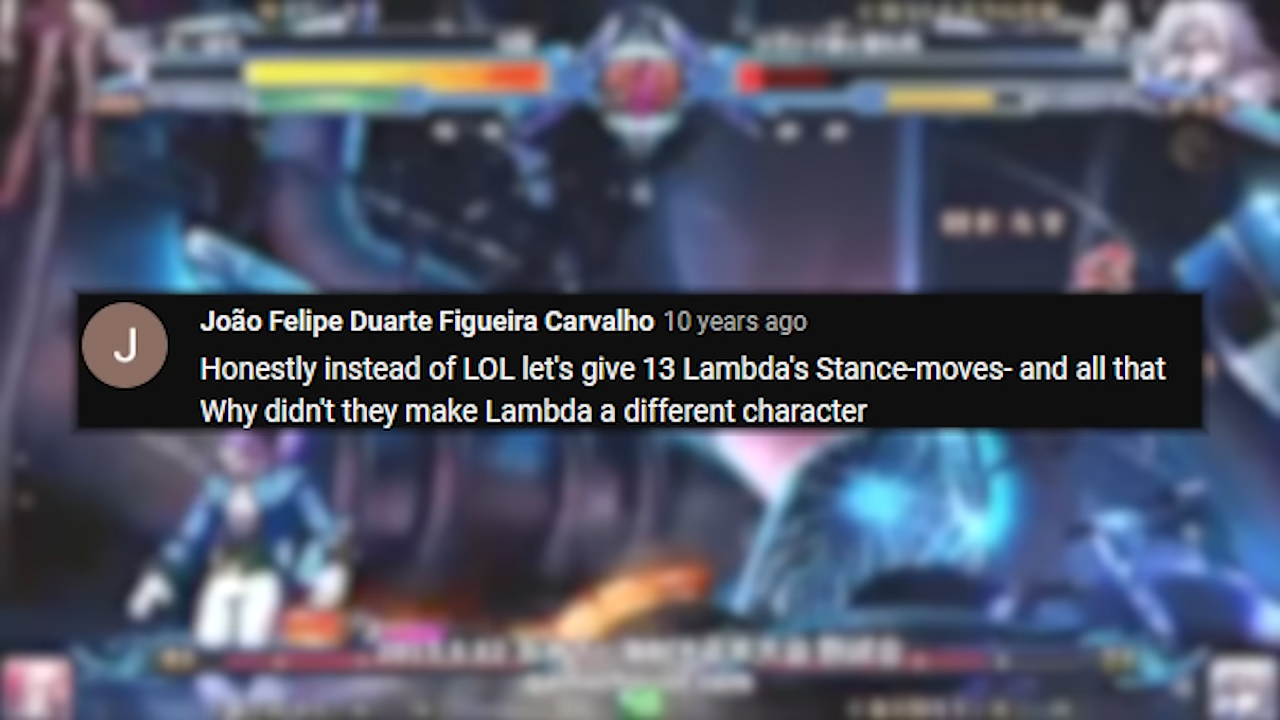 J
João Felipe Duarte Figueira Carvalho 10 years ago
Honestly instead of LOL let's give 13 Lambda's Stance-moves- and all that
Why didn't they make Lambda a different character